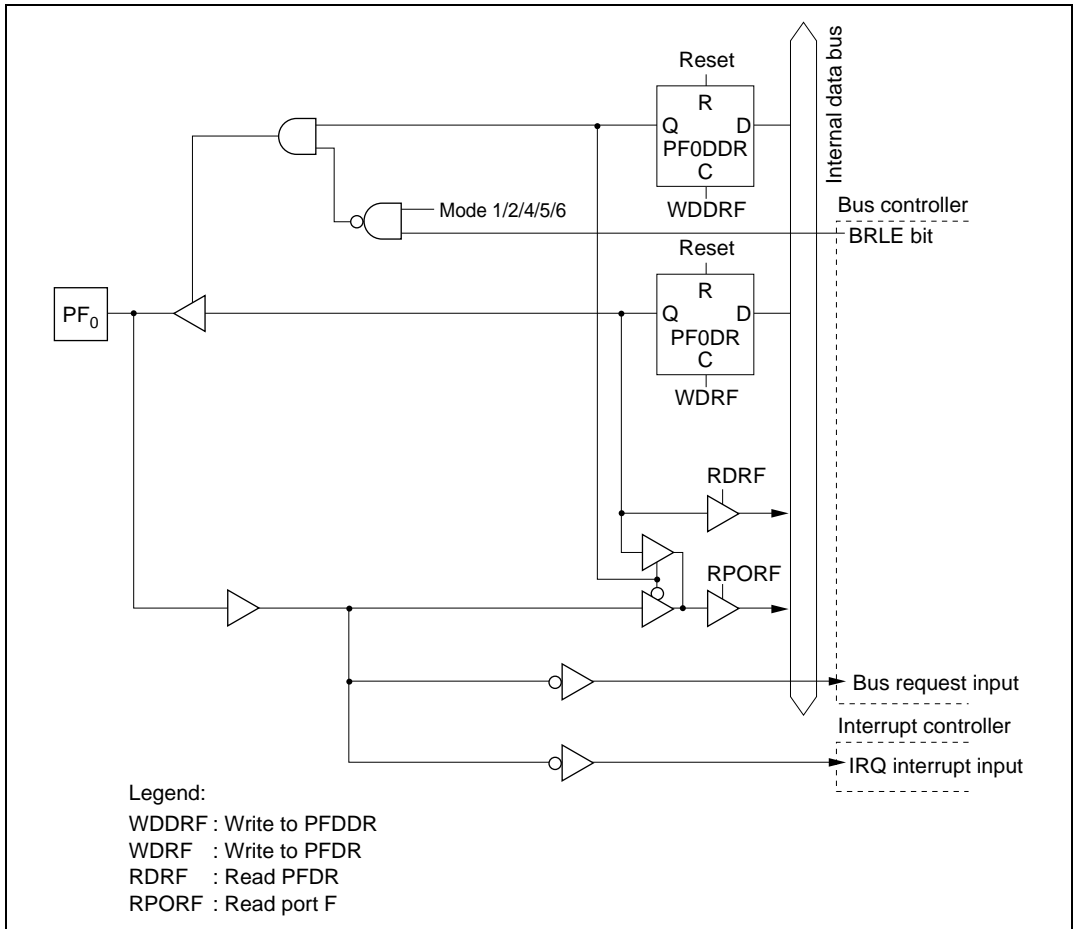 Reset
R
Q D
PF0DDR
C
WDDRF
Internal data bus
Mode 1/2/4/5/6
Bus controller
BRLE bit
Reset
R
Q D
PF0DR
C
WDRF
PF0
RDRF
RPORF
Bus request input
Interrupt controller
IRQ interrupt input
Legend:
WDDRF : Write to PFDDR
WDRF : Write to PFDR
RDRF : Read PFDR
RPORF : Read port F